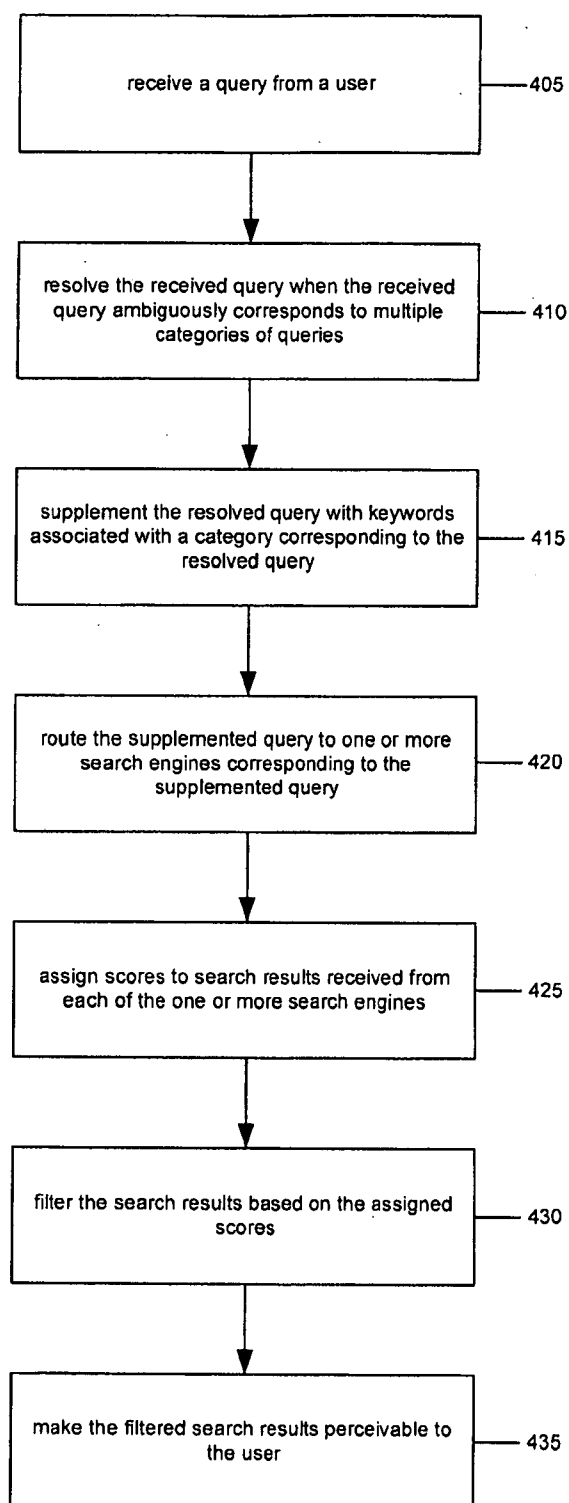 receive a query from a user
405
resolve the received query when the received
query ambiguously corresponds to multiple
categories of queries
410
supplement the resolved query with keywords
associated with a category corresponding to the
resolved query
415
route the supplemented query to one or more
search engines corresponding to the
supplemented query
420
assign scores to search results received from
each of the one or more search engines
425
filter the search results based on the assigned
scores
430
make the filtered search results perceivable to
the user
435